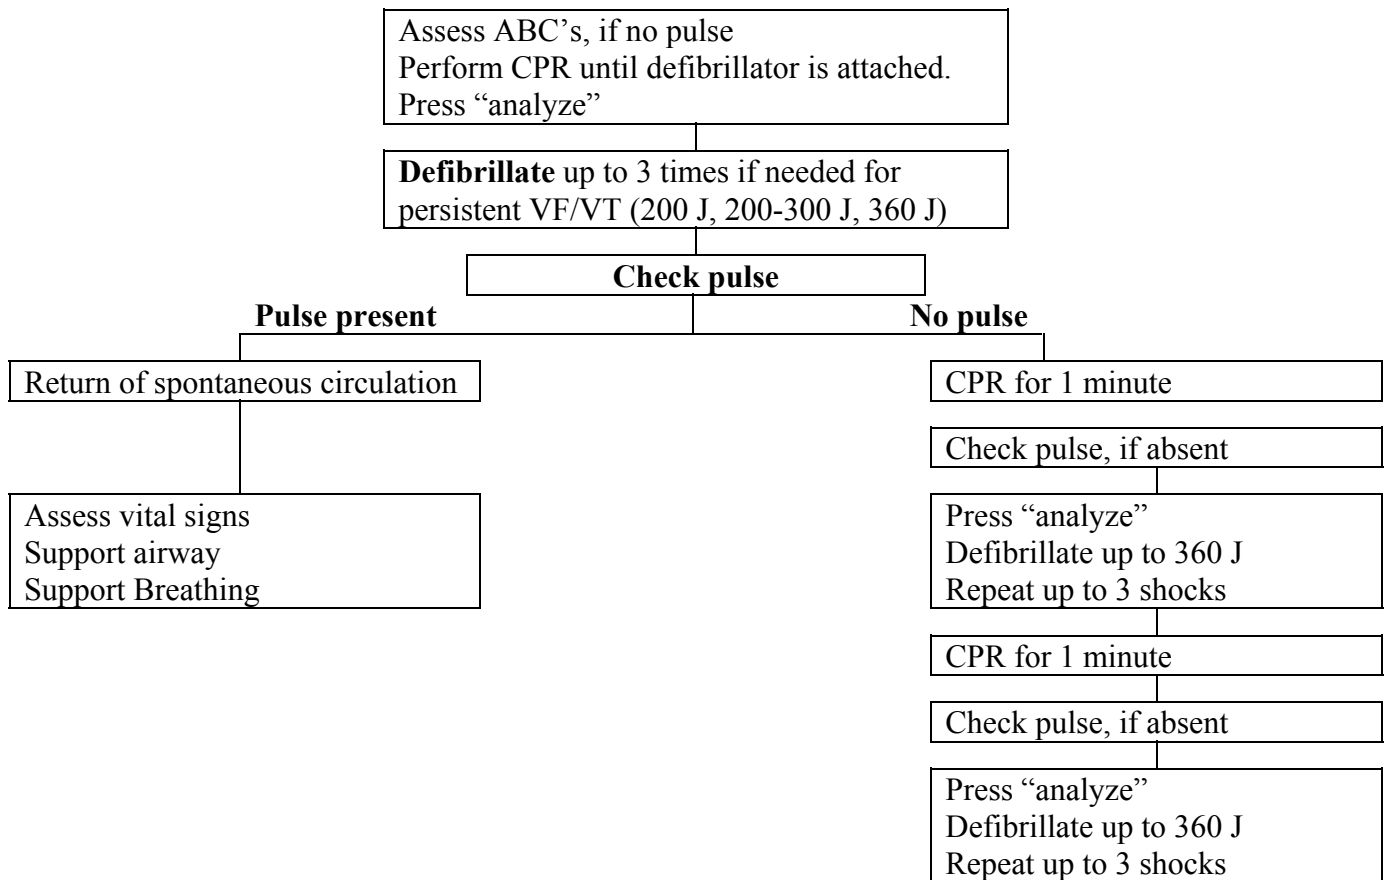 Assess ABC’s, if no pulse
Perform CPR until defibrillator is attached.
Press “analyze”
Defibrillate up to 3 times if needed for
persistent VF/VT (200 J, 200-300 J, 360 J)
Check pulse
Pulse present
No pulse
Return of spontaneous circulation
Assess vital signs
Support airway
Support Breathing
CPR for 1 minute
Check pulse, if absent
Press “analyze”
Defibrillate up to 360 J
Repeat up to 3 shocks
CPR for 1 minute
Check pulse, if absent
Press “analyze”
Defibrillate up to 360 J
Repeat up to 3 shocks